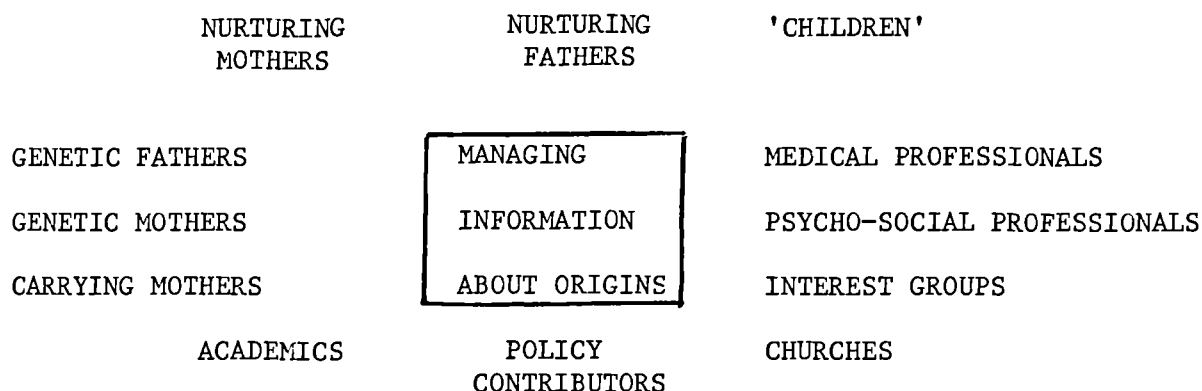 NURTURING NURTURING 'CHILDREN'
MOTHERS FATHERS
GENETIC FATHERS MANAGING MEDICAL PROFESSIONALS
GENETIC MOTHERS INFORMATION PSYCHO-SOCIAL PROFESSIONALS
CARRYING MOTHERS ABOUT ORIGINS INTEREST GROUPS
ACADEMICS POLICY CHURCHES
CONTRIBUTORS